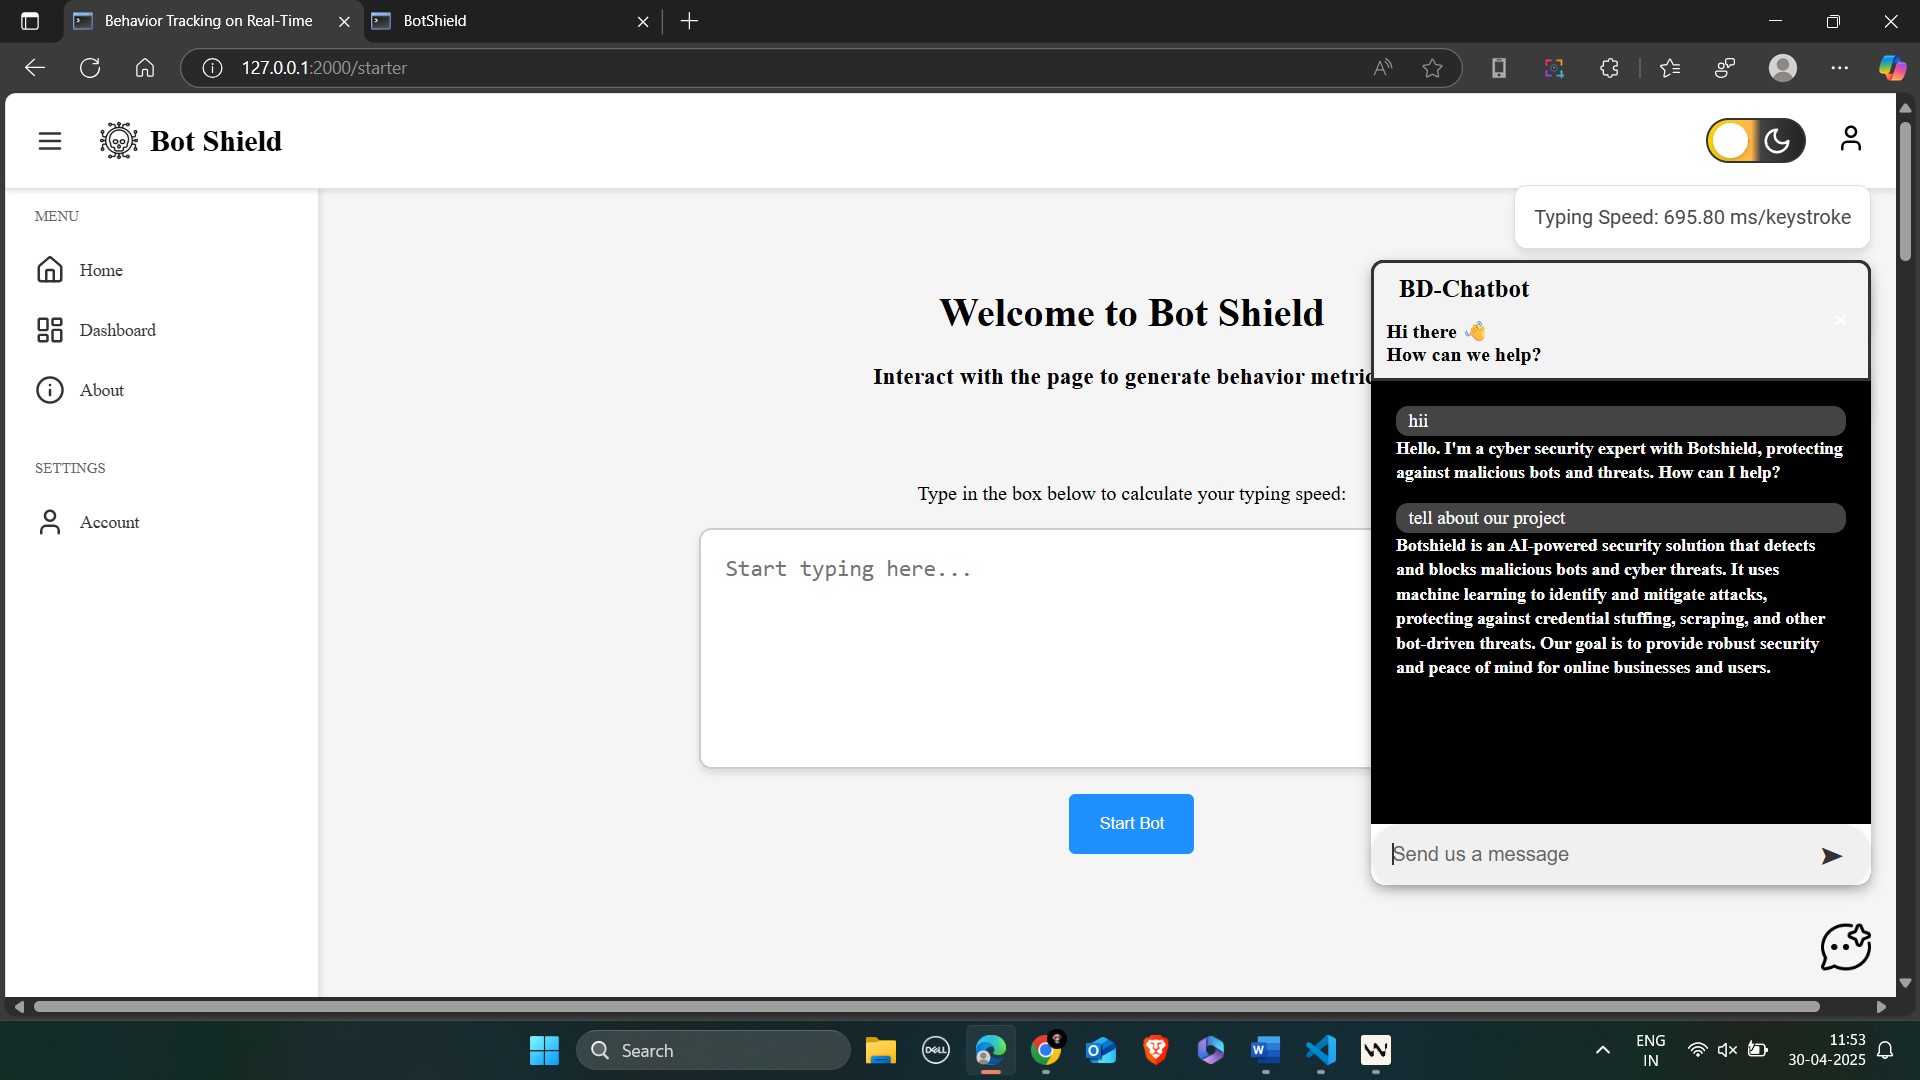 Behavior Tracking on Real-Time
BotShield
127.0.0.1:2000/starter
Bot Shield
MENU
Home
Dashboard
About
SETTINGS
Account
Typing Speed: 695.80 ms/keystroke
Welcome to Bot Shield
Interact with the page to generate behavior metric
Type in the box below to calculate your typing speed:
Start typing here...
Start Bot
BD-Chatbot
Hi there 👋
How can we help?
hii
Hello. I'm a cyber security expert with Botshield, protecting
against malicious bots and threats. How can I help?
tell about our project
Botshield is an AI-powered security solution that detects
and blocks malicious bots and cyber threats. It uses
machine learning to identify and mitigate attacks,
protecting against credential stuffing, scraping, and other
bot-driven threats. Our goal is to provide robust security
and peace of mind for online businesses and users.
Send us a message
Search
DELL
ENG
IN
11:53
30-04-2025